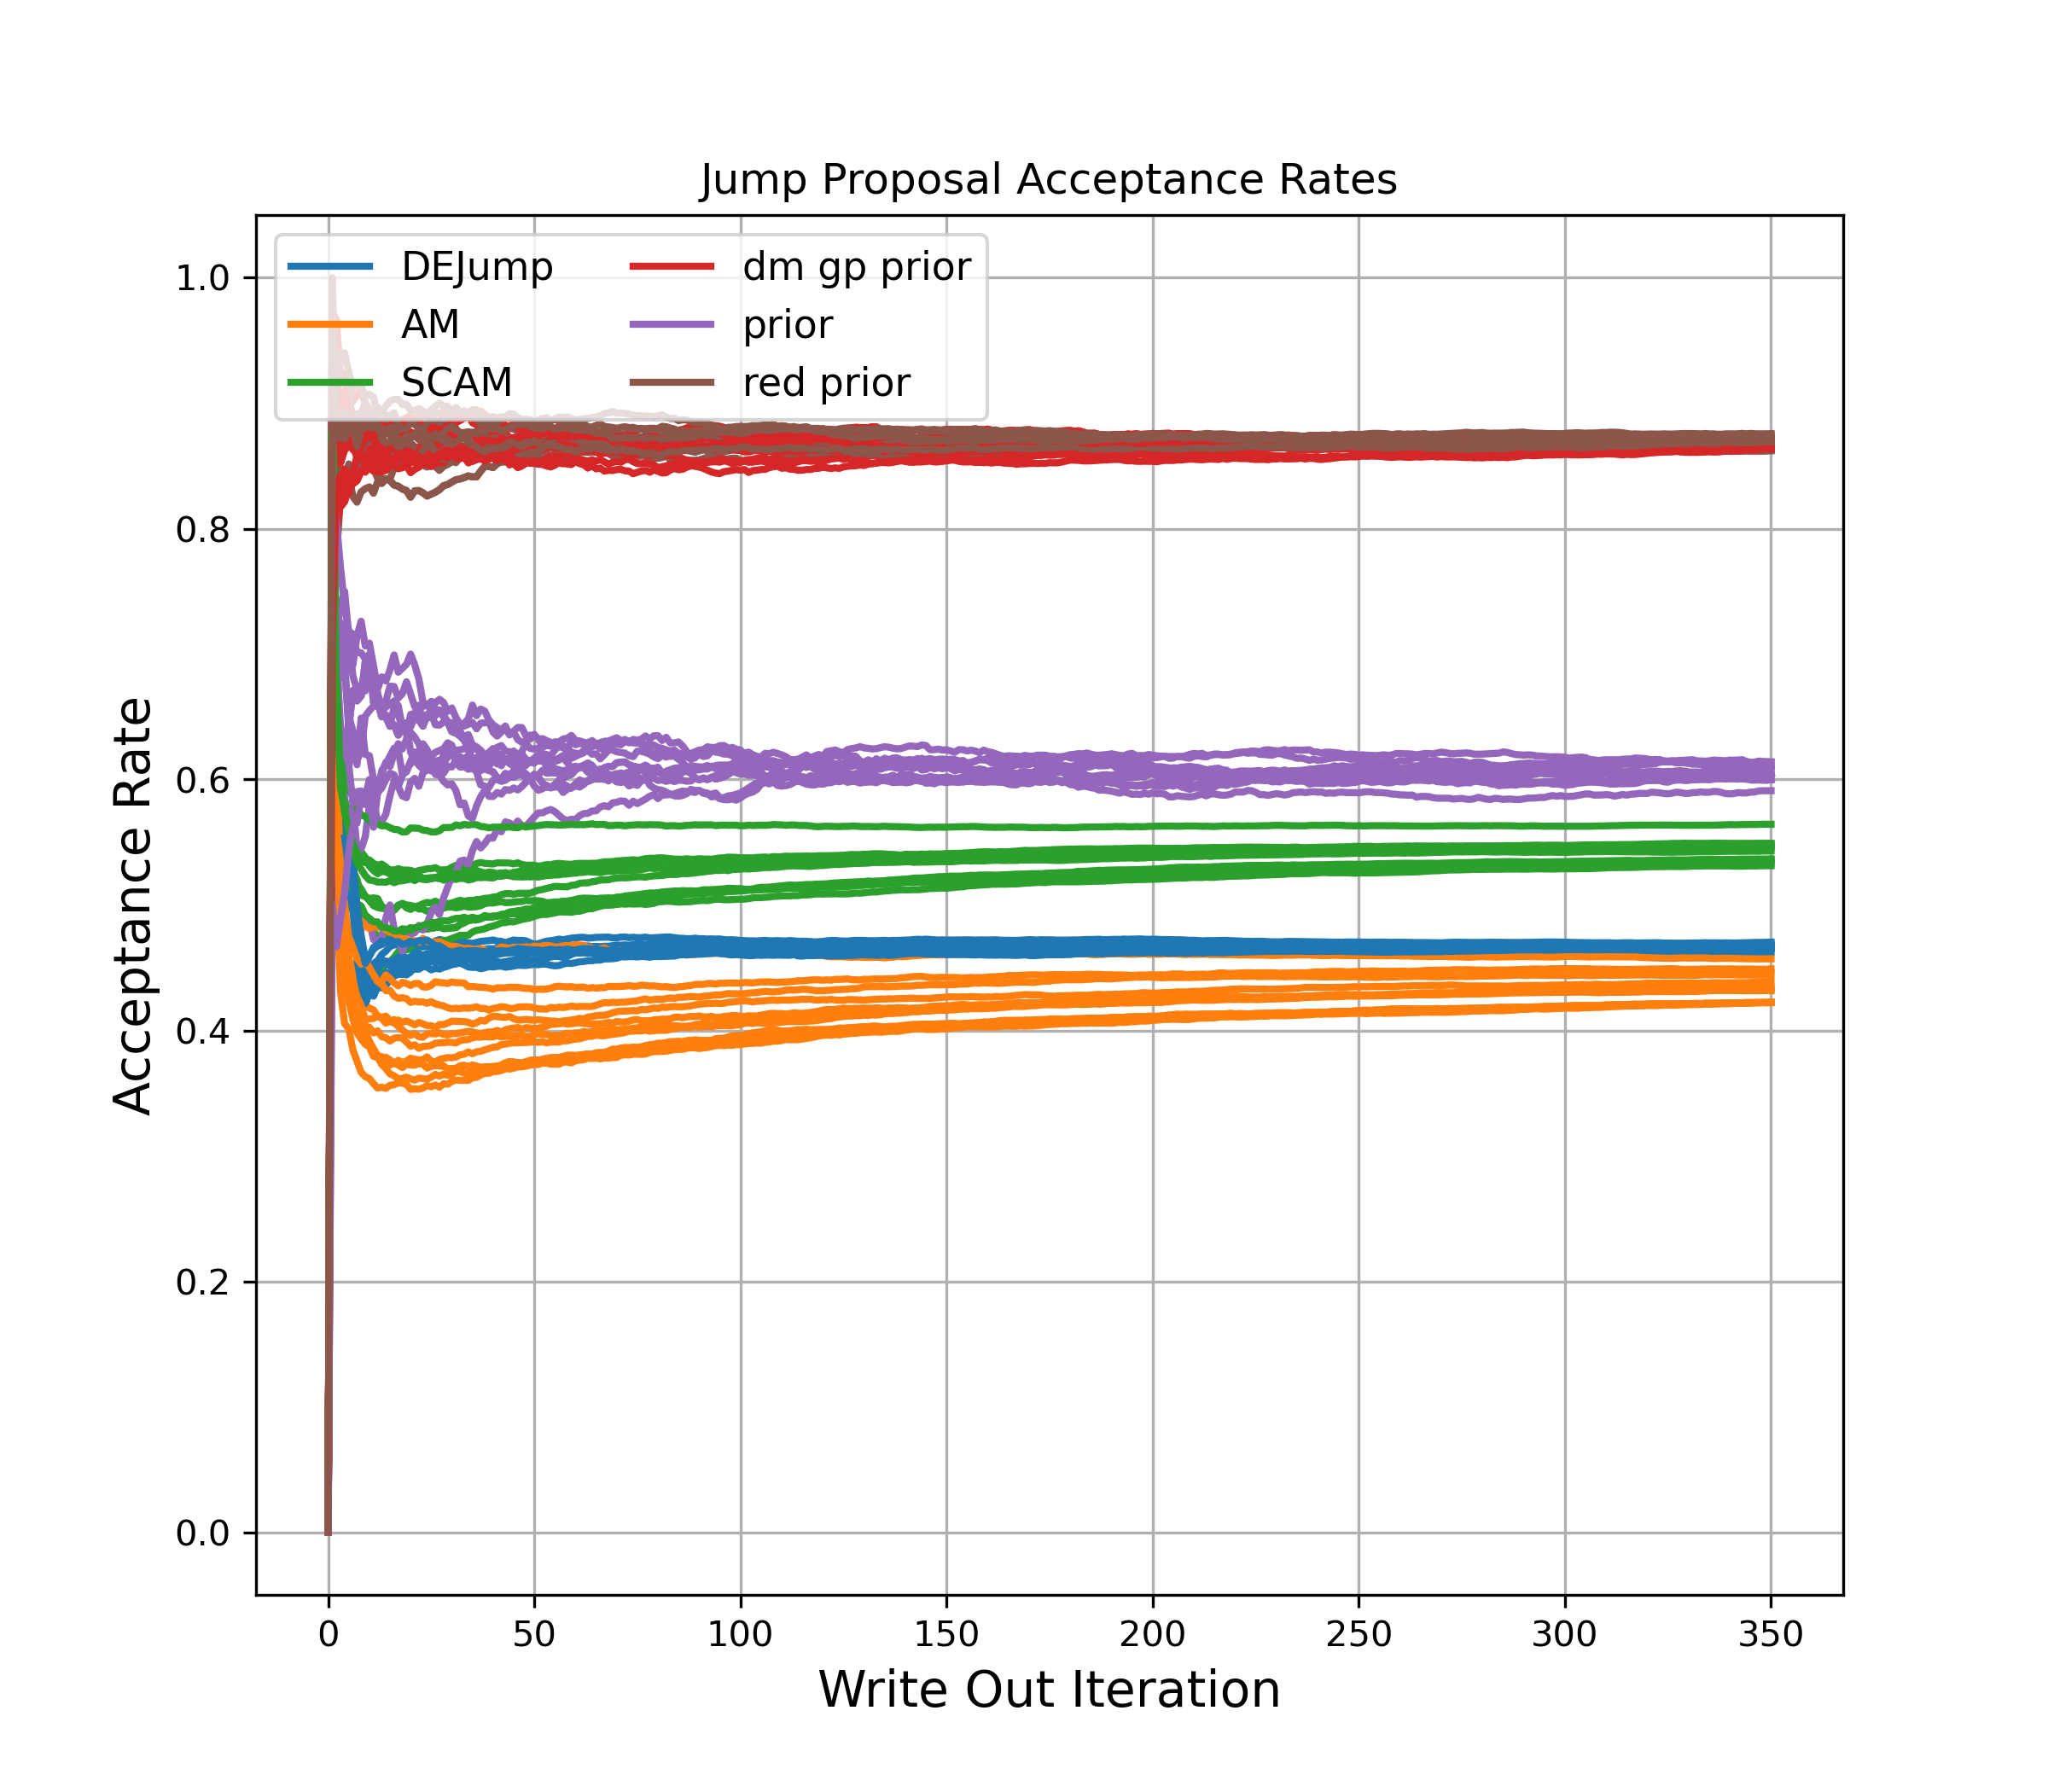 Jump Proposal Acceptance Rates
DEJump
AM
SCAM
dm gp prior
prior
red prior
1.0
0.8
0.6
0.4
0.2
0.0
Acceptance Rate
0 50 100 150 200 250 300 350
Write Out Iteration